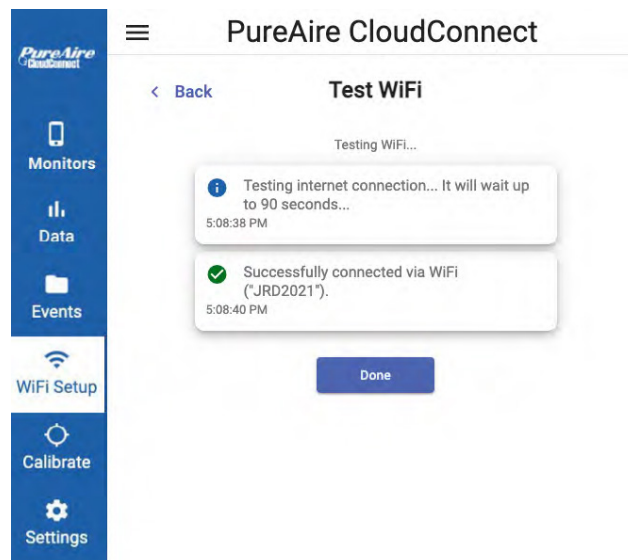 PureAire CloudConnect
PureAire
CloudConnect
< Back
Test WiFi
Testing WiFi...
Testing internet connection... It will wait up
to 90 seconds...
5:08:38 PM
Successfully connected via WiFi
("JRD2021").
5:08:40 PM
Done
Monitors
Data
Events
WiFi Setup
Calibrate
Settings